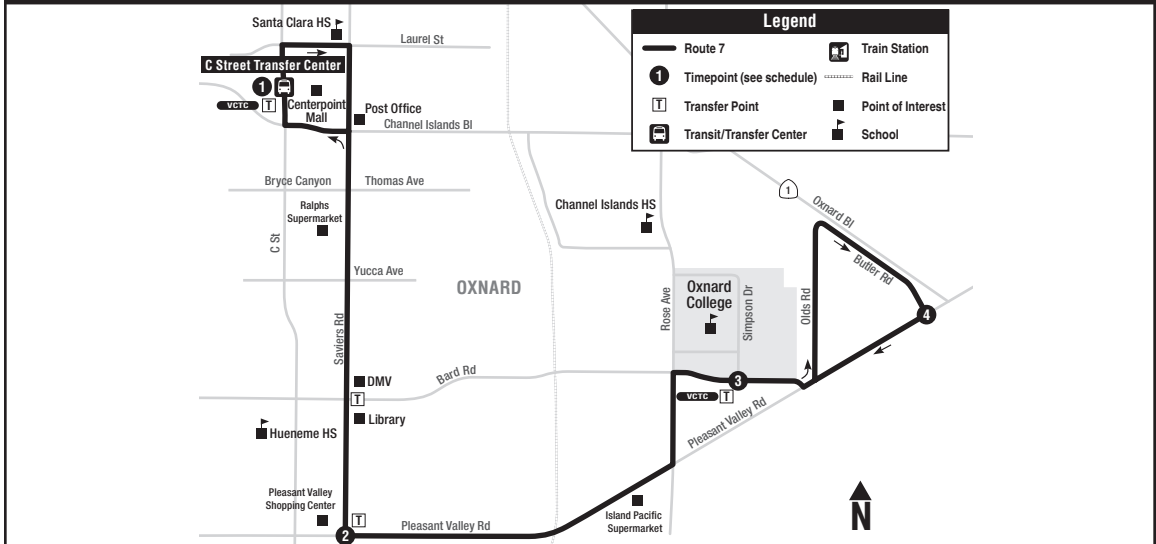 Santa Clara HS
Laurel St
C Street Transfer Center
1
VCTC
T
Centerpoint
Mall
Post Office
Channel Islands Bl
Bryce Canyon
Thomas Ave
Ralphs
Supermarket
C St
Yucca Ave
OXNARD
Saviers Rd
DMV
Bard Rd
T
Library
Hueneme HS
Pleasant Valley
Shopping Center
T
2
Pleasant Valley Rd
Island Pacific
Supermarket
Channel Islands HS
Rose Ave
Oxnard
College
Simpson Dr
3
VCTC
T
Pleasant Valley Rd
Olds Rd
1
Oxnard Bl
Butler Rd
4
N
Legend
Route 7
Train Station
1
Timepoint (see schedule)
Rail Line
T
Transfer Point
Point of Interest
Transit/Transfer Center
School